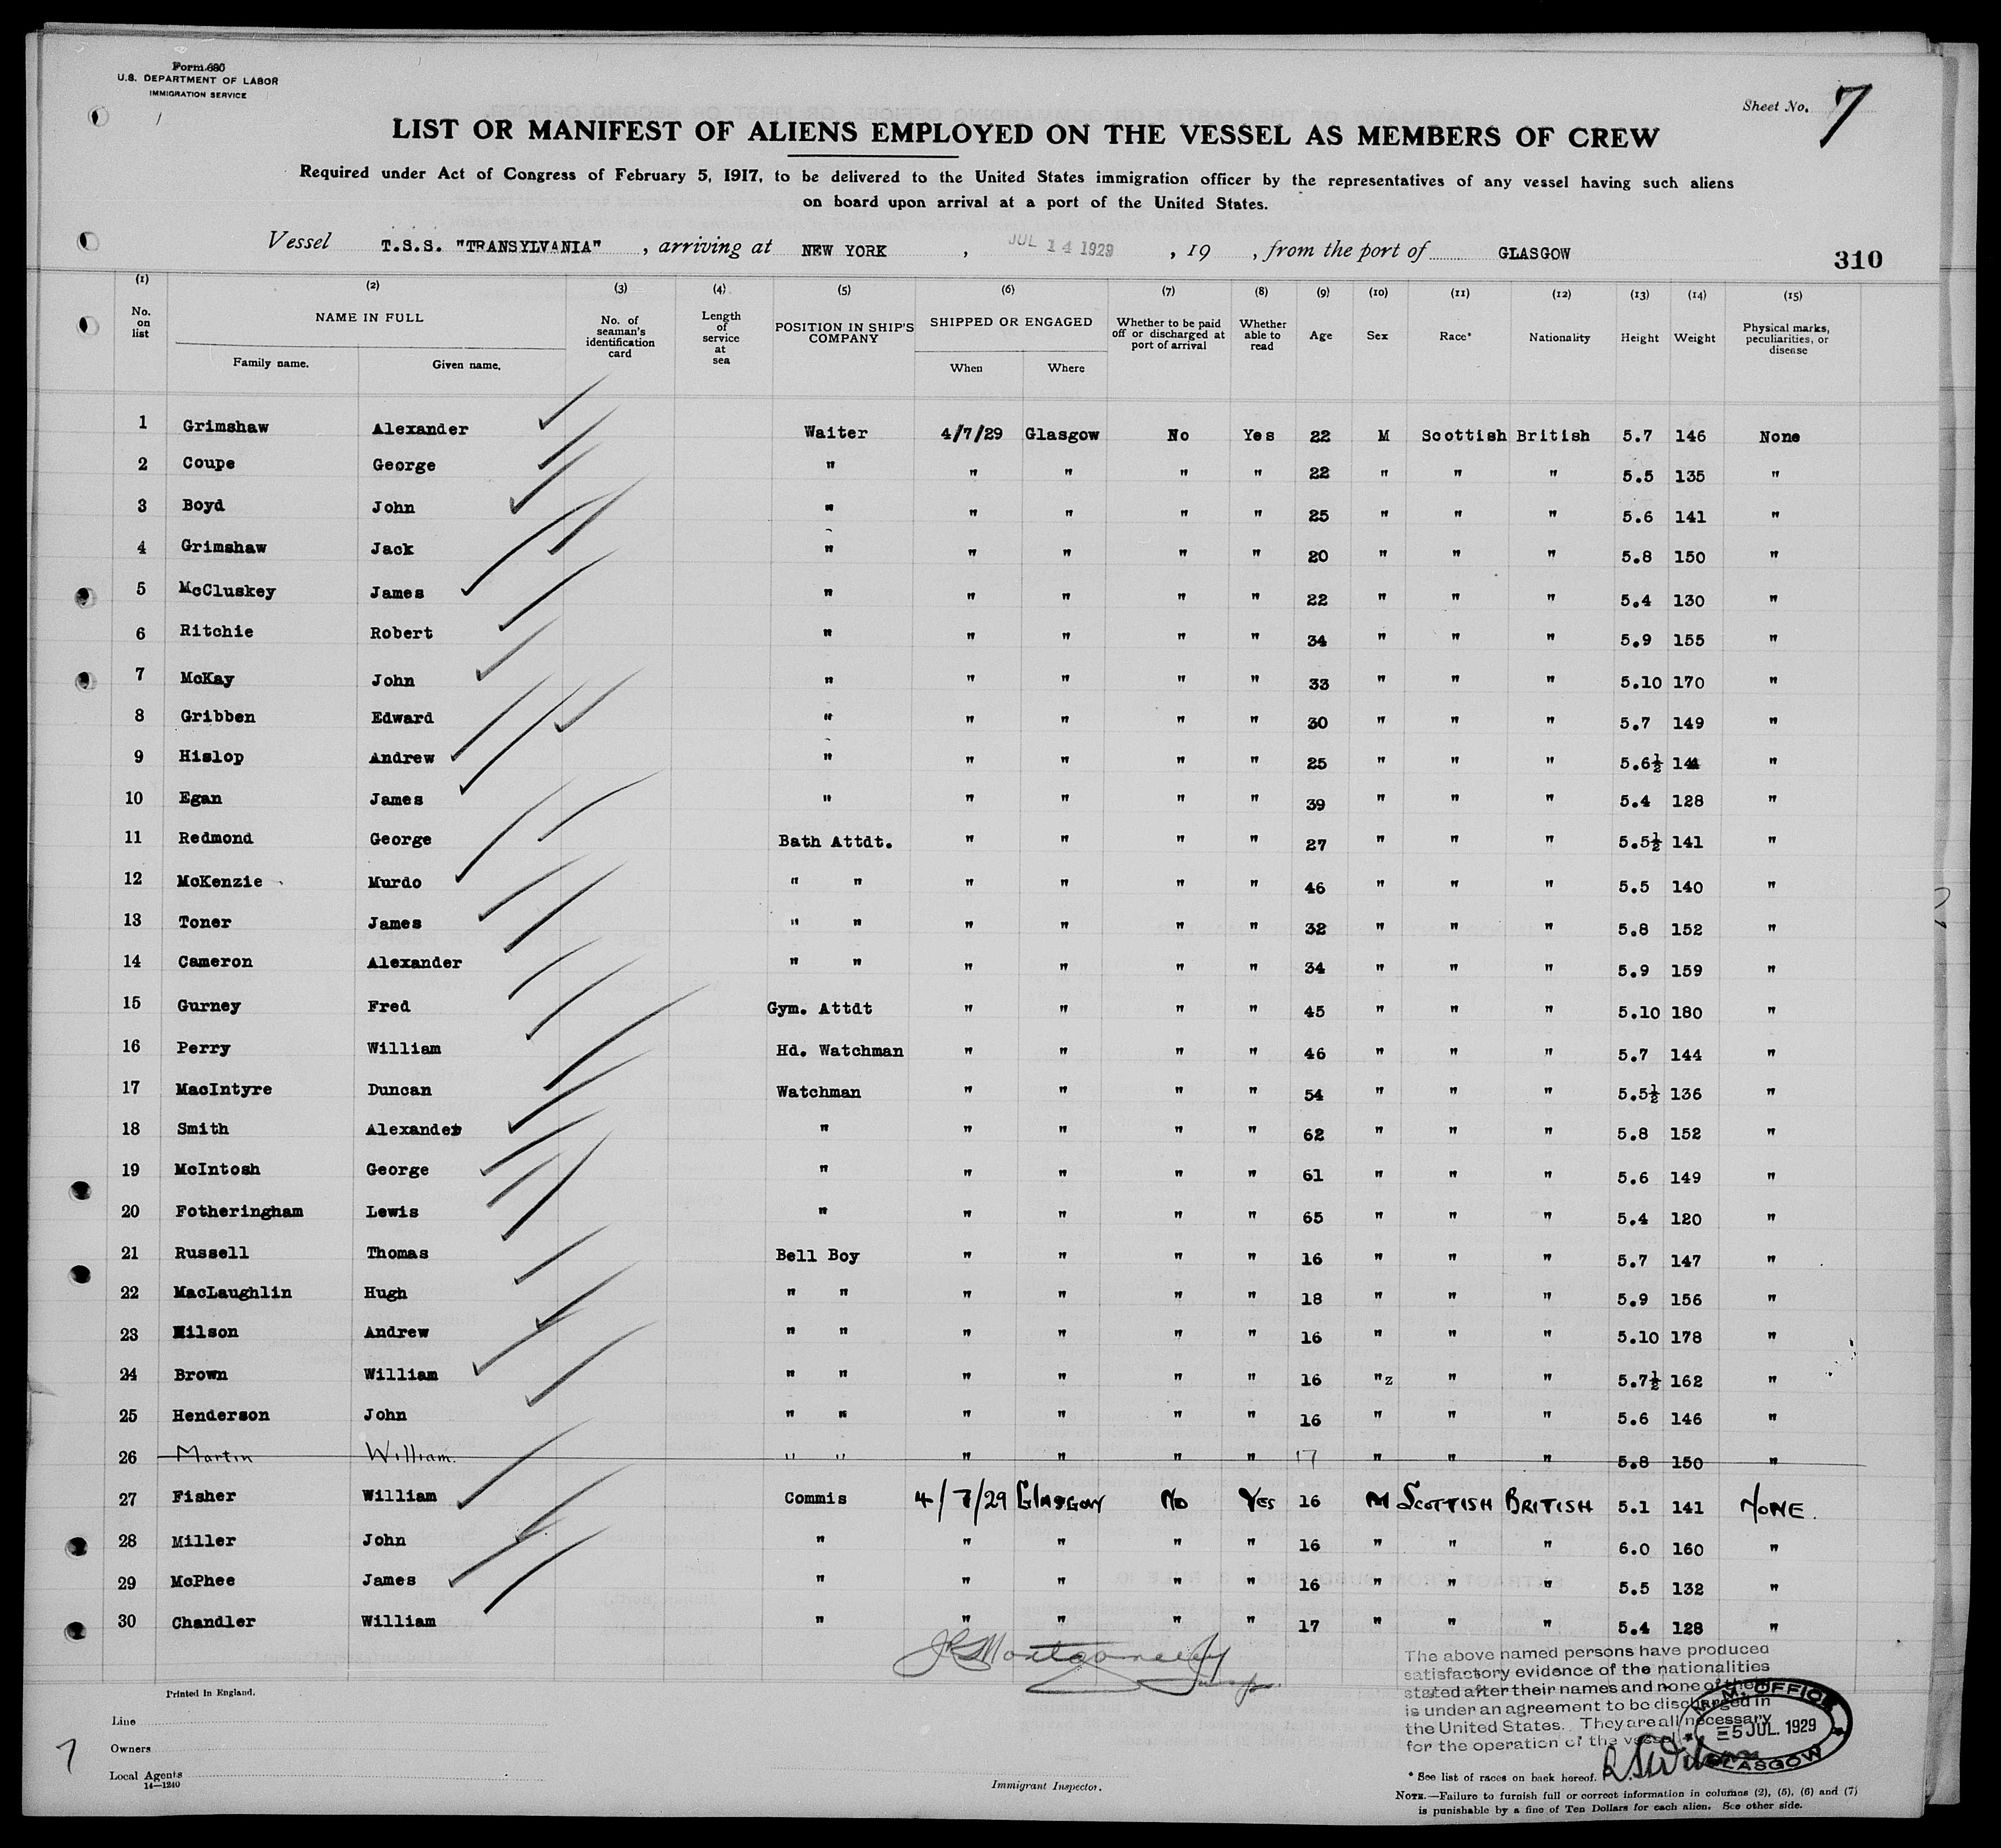 Form 680
U.S. DEPARTMENT OF LABOR
IMMIGRATION SERVICE
Sheet No. 7
LIST OR MANIFEST OF ALIENS EMPLOYED ON THE VESSEL AS MEMBERS OF CREW
Required under Act of Congress of February 5, 1917, to be delivered to the United States immigration officer by the representatives of any vessel having such aliens
on board upon arrival at a port of the United States.
Vessel T.S.S. "TRANSYLVANIA" , arriving at NEW YORK , JUL 14 1929 , 19 , from the port of GLASGOW
310
(1) (2) (3) (4) (5) (6) (7) (8) (9) (10) (11) (12) (13) (14) (15)
No. on list NAME IN FULL Family name. Given name. No. of seaman's identification card Length of service at sea POSITION IN SHIP'S COMPANY SHIPPED OR ENGAGED When Where Whether to be paid off or discharged at port of arrival Whether able to read Age Sex Race* Nationality Height Weight Physical marks, peculiarities, or disease
1 Grimshaw Alexander Waiter 4/7/29 Glasgow No Yes 22 M Scottish British 5.7 146 None
2 Coupe George " " " " " 22 " " " 5.5 135 "
3 Boyd John " " " " " 25 " " " 5.6 141 "
4 Grimshaw Jack " " " " " 20 " " " 5.8 150 "
5 McCluskey James " " " " " 22 " " " 5.4 130 "
6 Ritchie Robert " " " " " 34 " " " 5.9 155 "
7 McKay John " " " " " 33 " " " 5.10 170 "
8 Gribben Edward " " " " " 30 " " " 5.7 149 "
9 Hislop Andrew " " " " " 25 " " " 5.6½ 144 "
10 Egan James " " " " " 39 " " " 5.4 128 "
11 Redmond George Bath Attdt. " " " " 27 " " " 5.5½ 141 "
12 McKenzie Murdo " " " " " " 46 " " " 5.5 140 "
13 Toner James " " " " " " 32 " " " 5.8 152 "
14 Cameron Alexander " " " " " " 34 " " " 5.9 159 "
15 Gurney Fred Gym. Attdt " " " " 45 " " " 5.10 180 "
16 Perry William Hd. Watchman " " " " 46 " " " 5.7 144 "
17 MacIntyre Duncan Watchman " " " " 54 " " " 5.5½ 136 "
18 Smith Alexander " " " " " 62 " " " 5.8 152 "
19 McIntosh George " " " " " 61 " " " 5.6 149 "
20 Fotheringham Lewis " " " " " 65 " " " 5.4 120 "
21 Russell Thomas Bell Boy " " " " 16 " " " 5.7 147 "
22 MacLaughlin Hugh " " " " " " 18 " " " 5.9 156 "
23 Andrew " " " " " " 16 " " " 5.10 178 "
24 Brown William " " " " " " 16 "z " " 5.7½ 162 "
25 Henderson John " " " " " " 16 " " " 5.6 146 "
26 Martin William. " " " " " " 17 " " " 5.8 150 "
27 Fisher William Commis 4/7/29 GLASGOW NO YES 16 M SCOTTISH BRITISH 5.1 141 NONE.
28 Miller John " " " " " 16 " " " 6.0 160 "
29 McPhee James " " " " " 16 " " " 5.5 132 "
30 Chandler William " " " " " 17 " " " 5.4 128 "
Montgomery
The above named persons have produced
satisfactory evidence of the nationalities
stated after their names and none of them
is under an agreement to be discharged in
the United States. They are all necessary
for the operation of the vessel.
M. OFFICE
5 JUL. 1929
GLASGOW
Printed in England.
Line
Owners
Local Agents
14—1240
7
Immigrant Inspector.
* See list of races on back hereof.
NOTE.—Failure to furnish full or correct information in columns (2), (5), (6) and (7)
is punishable by a fine of Ten Dollars for each alien. See other side.